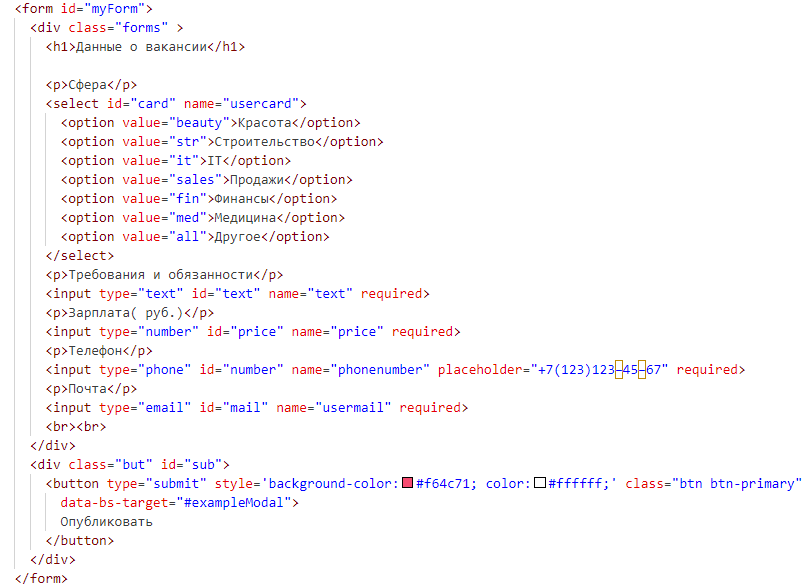 <form id="myForm">
<div class="forms" >
<h1>Данные о вакансии</h1>
<p>Сфера</p>
<select id="card" name="usercard">
<option value="beauty">Красота</option>
<option value="str">Строительство</option>
<option value="it">IT</option>
<option value="sales">Продажи</option>
<option value="fin">Финансы</option>
<option value="med">Медицина</option>
<option value="all">Другое</option>
</select>
<p>Требования и обязанности</p>
<input type="text" id="text" name="text" required>
<p>Зарплата( руб.)</p>
<input type="number" id="price" name="price" required>
<p>Телефон</p>
<input type="phone" id="number" name="phonenumber" placeholder="+7(123)123–45–67" required>
<p>Почта</p>
<input type="email" id="mail" name="usermail" required>
<br><br>
</div>
<div class="but" id="sub">
<button type="submit" style='background-color:#f64c71; color:#ffffff;' class="btn btn-primary"
data-bs-target="#exampleModal">
Опубликовать
</button>
</div>
</form>